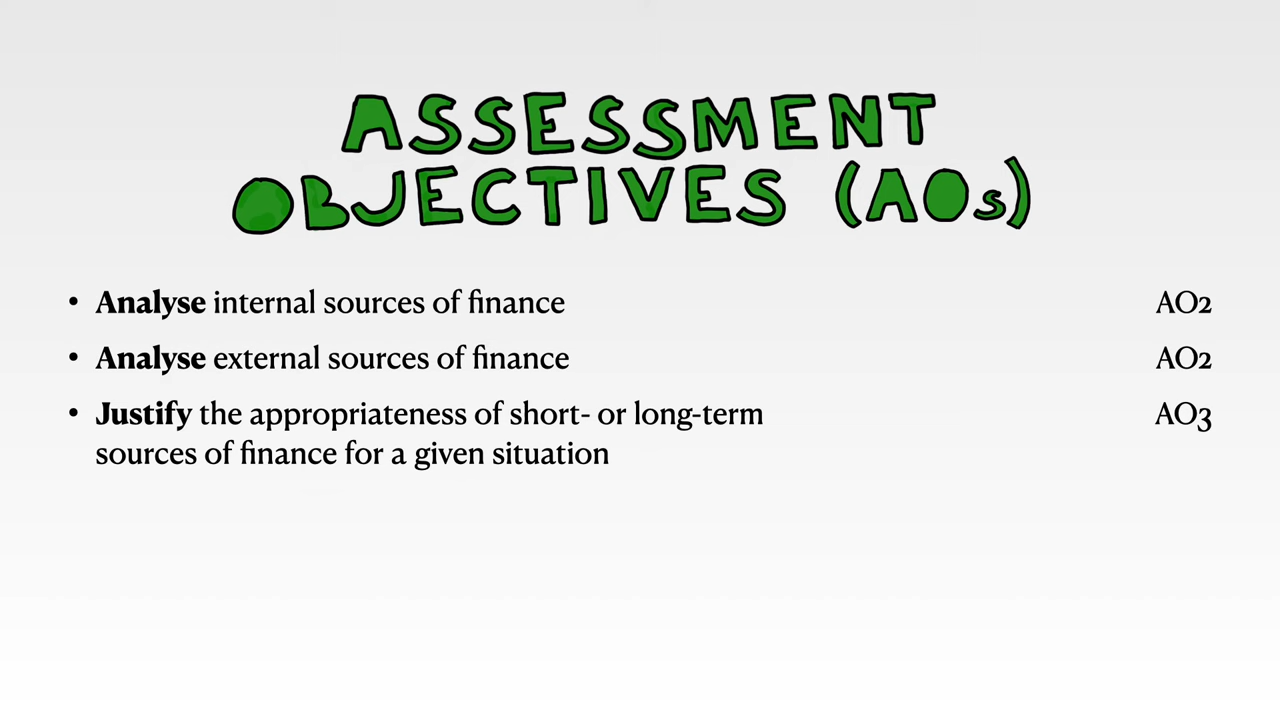 ASSESSMENT
OBJECTIVES (AOs)
• Analyse internal sources of finance AO2
• Analyse external sources of finance AO2
• Justify the appropriateness of short- or long-term AO3
sources of finance for a given situation